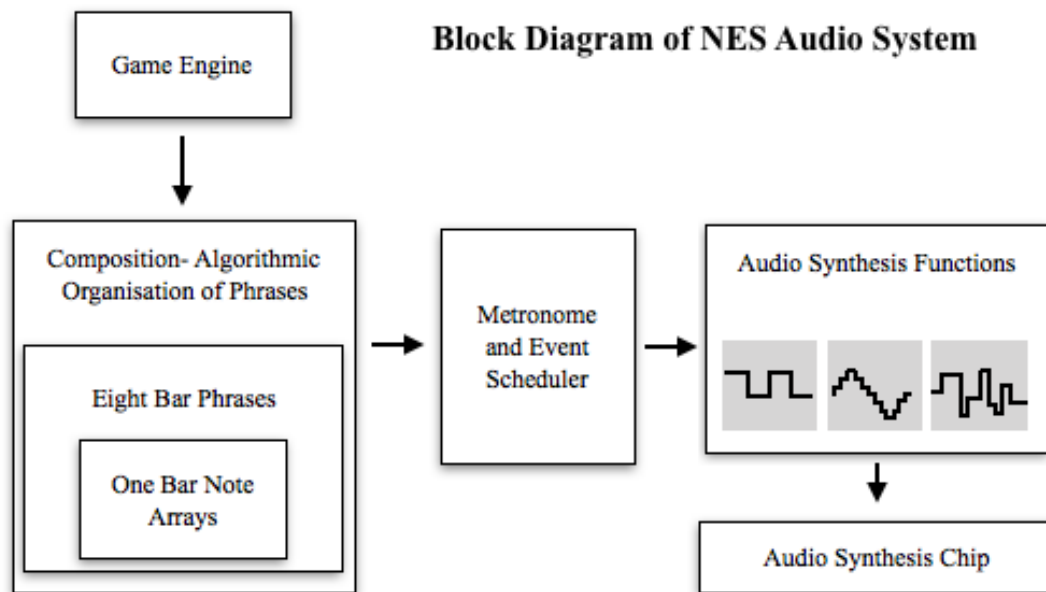 Block Diagram of NES Audio System
Game Engine
Composition- Algorithmic
Organisation of Phrases
Eight Bar Phrases
One Bar Note
Arrays
Metronome
and Event
Scheduler
Audio Synthesis Functions
Audio Synthesis Chip